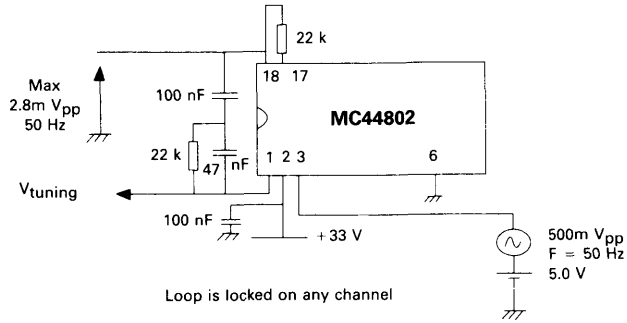 22 k
18 17
Max
2.8m Vpp
50 Hz
100 nF
MC44802
22 k
47 nF
1 2 3
6
Vtuning
100 nF
+33 V
500m Vpp
F = 50 Hz
5.0 V
Loop is locked on any channel